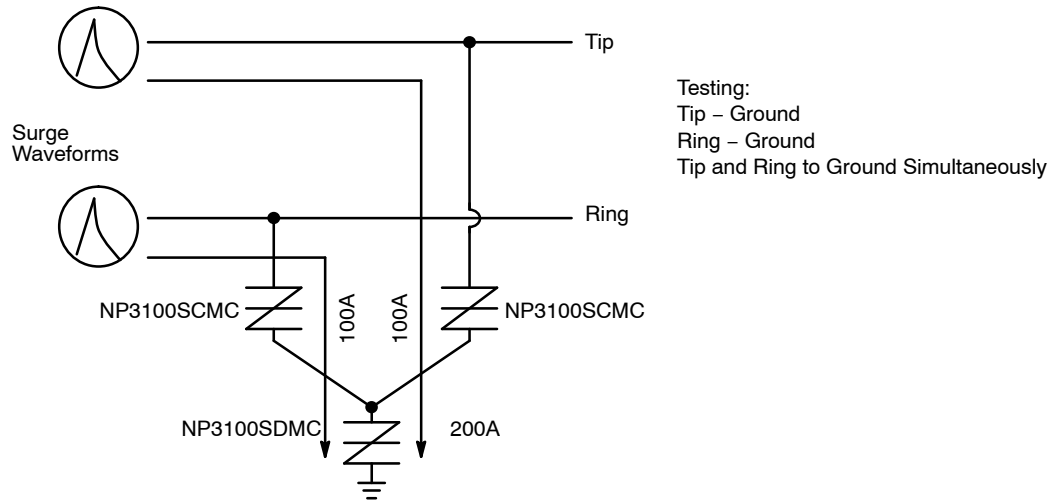 Tip
Testing:
Tip – Ground
Ring – Ground
Tip and Ring to Ground Simultaneously
Surge
Waveforms
Ring
NP3100SCMC
100A
100A
NP3100SCMC
NP3100SDMC
200A